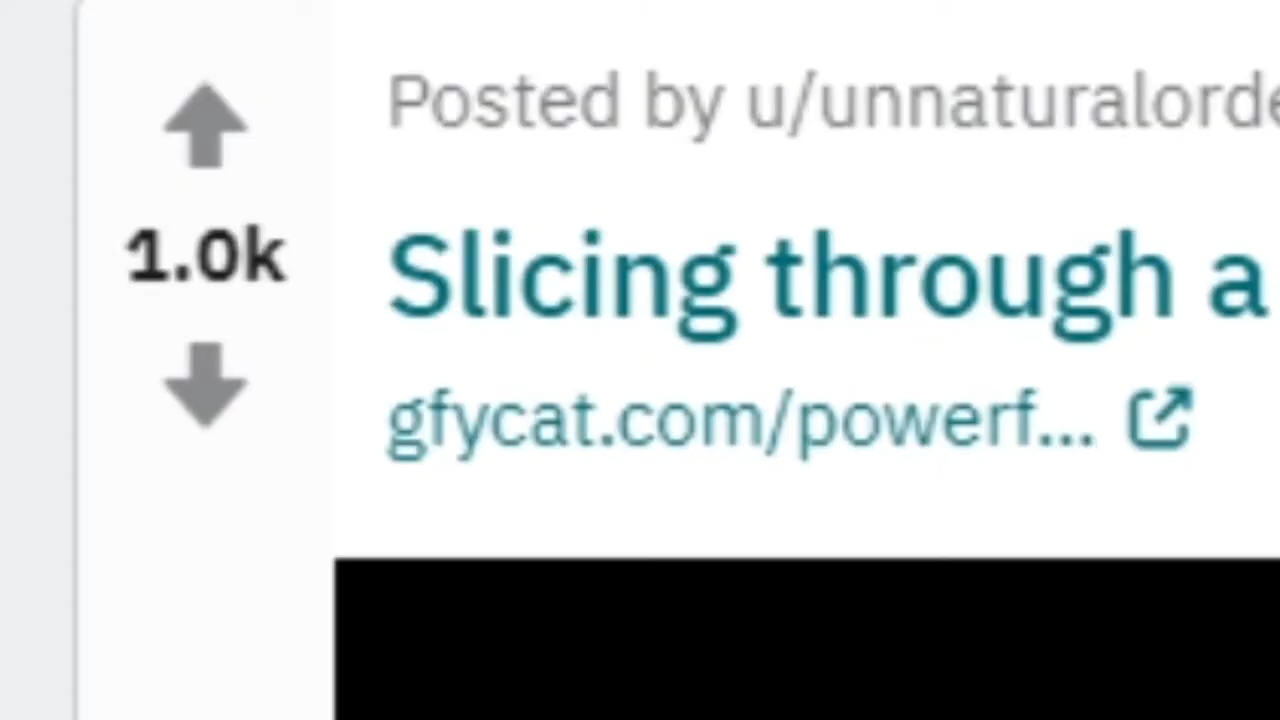 Posted by u/unnaturalorde
1.0k
Slicing through a
gfycat.com/powerf...